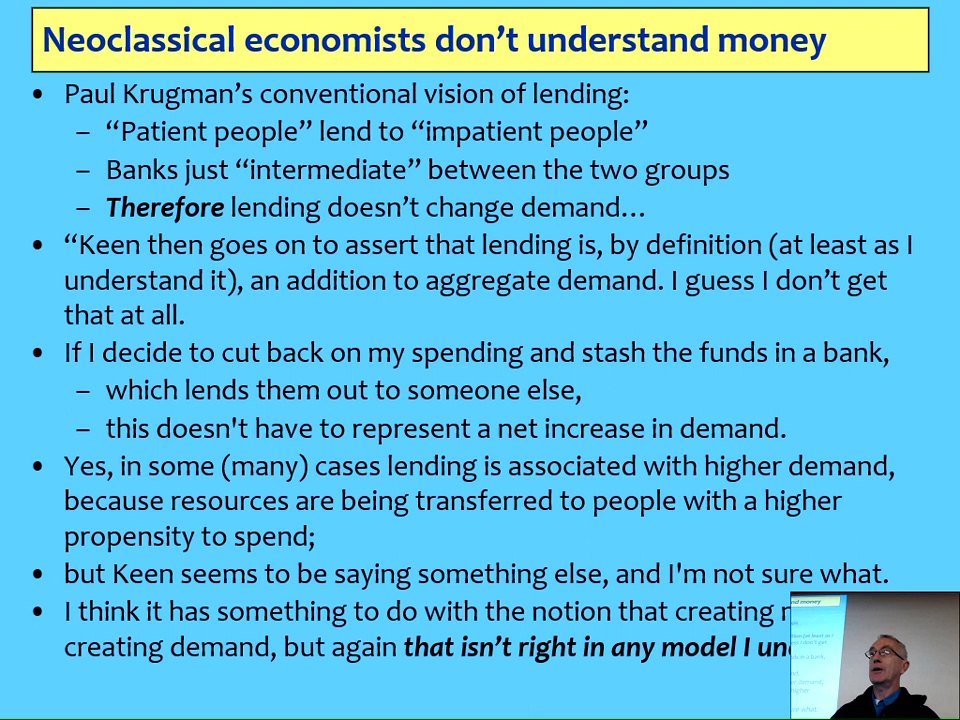 Neoclassical economists don’t understand money
• Paul Krugman’s conventional vision of lending:
– “Patient people” lend to “impatient people”
– Banks just “intermediate” between the two groups
– Therefore lending doesn’t change demand…
• “Keen then goes on to assert that lending is, by definition (at least as I
understand it), an addition to aggregate demand. I guess I don’t get
that at all.
• If I decide to cut back on my spending and stash the funds in a bank,
– which lends them out to someone else,
– this doesn't have to represent a net increase in demand.
• Yes, in some (many) cases lending is associated with higher demand,
because resources are being transferred to people with a higher
propensity to spend;
• but Keen seems to be saying something else, and I'm not sure what.
• I think it has something to do with the notion that creating
creating demand, but again that isn’t right in any model I